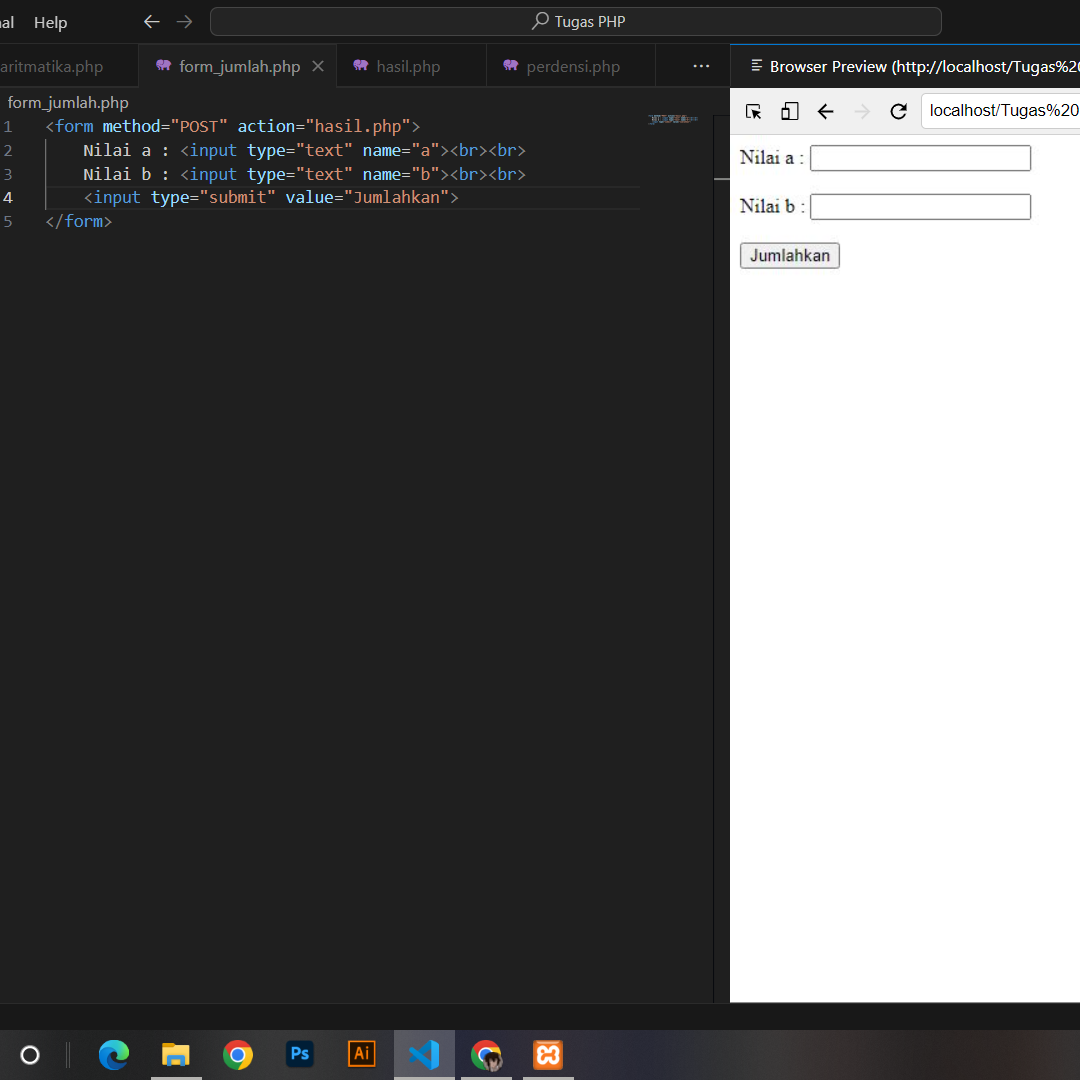 al Help Tugas PHP
aritmatika.php form_jumlah.php hasil.php perdensi.php ... Browser Preview (http://localhost/Tugas%20
form_jumlah.php
localhost/Tugas%20
1 <form method="POST" action="hasil.php">
2 Nilai a : <input type="text" name="a"><br><br>
3 Nilai b : <input type="text" name="b"><br><br>
4 <input type="submit" value="Jumlahkan">
5 </form>
Nilai a :
Nilai b :
Jumlahkan
Ps Ai